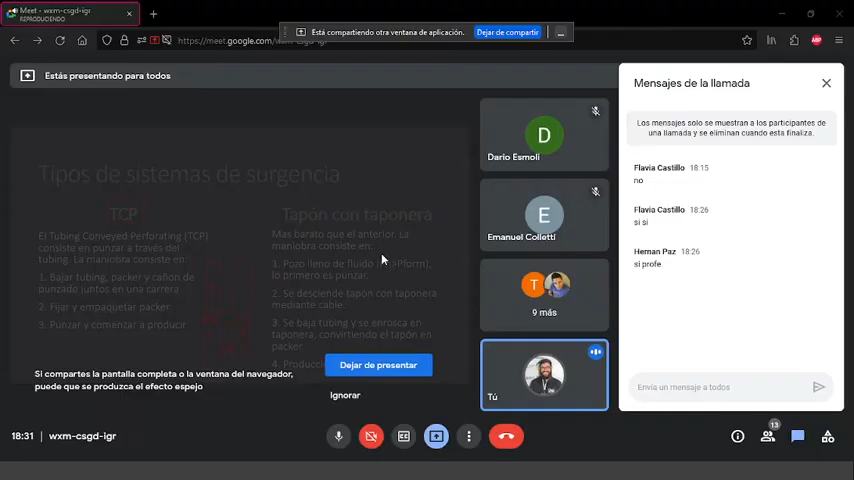 Meet - wxm-csgd-igr
REPRODUCIENDO
Está compartiendo otra ventana de aplicación.
Dejar de compartir
https://meet.google.com/wxm-csgd-igr
ABP
Estás presentando para todos
Mensajes de la llamada
Los mensajes solo se muestran a los participantes de
una llamada y se eliminan cuando esta finaliza.
Flavia Castillo 18:15
no
Flavia Castillo 18:26
si si
Hernan Paz 18:26
si profe
Envía un mensaje a todos
D
Dario Esmoli
E
Emanuel Colletti
T
9 más
Tú
Tipos de sistemas de surgencia
TCP
El Tubing Conveyed Perforating (TCP)
consiste en punzar a través del
tubing. La maniobra consiste en:
1. Bajar tubing, packer y cañon de
punzado juntos en una carrera
2. Fijar y empaquetar packer
3. Punzar y comenzar a producir
Tapón con taponera
Mas barato que el anterior. La
maniobra consiste en:
1. Pozo lleno de fluido >Pform),
lo primero es punzar.
2. Se desciende tapón con taponera
mediante cable.
3. Se baja tubing y se enrosca en
taponera, convirtiendo el tapón en
packer
4.
Si compartes la pantalla completa o la ventana del navegador,
puede que se produzca el efecto espejo
Dejar de presentar
Ignorar
18:31 | wxm-csgd-igr
13